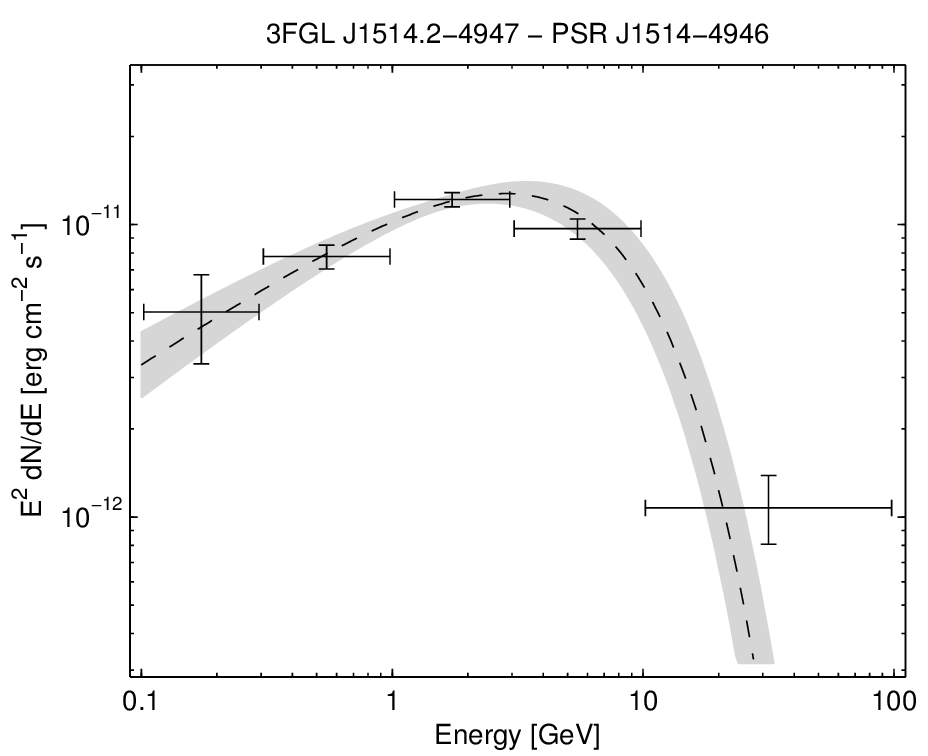 3FGL J1514.2−4947 − PSR J1514−4946
E² dN/dE [erg cm⁻² s⁻¹]
10⁻¹¹
10⁻¹²
0.1 1 10 100
Energy [GeV]